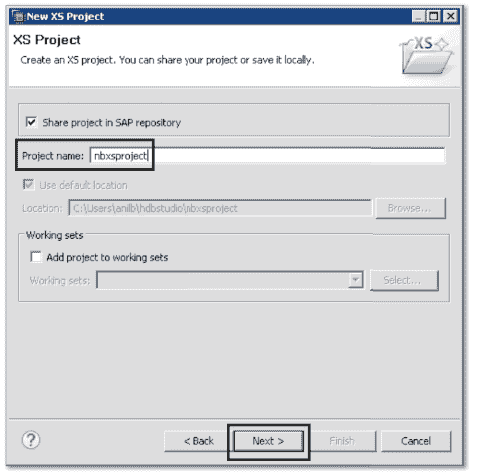 New XS Project
XS Project
Create an XS project. You can share your project or save it locally.
XS
Share project in SAP repository
Project name: nbxsproject
Use default location
Location: C:\Users\anilb\hdbstudio\nbxsproject Browse...
Working sets
Add project to working sets
Working sets: Select...
? < Back Next > Finish Cancel